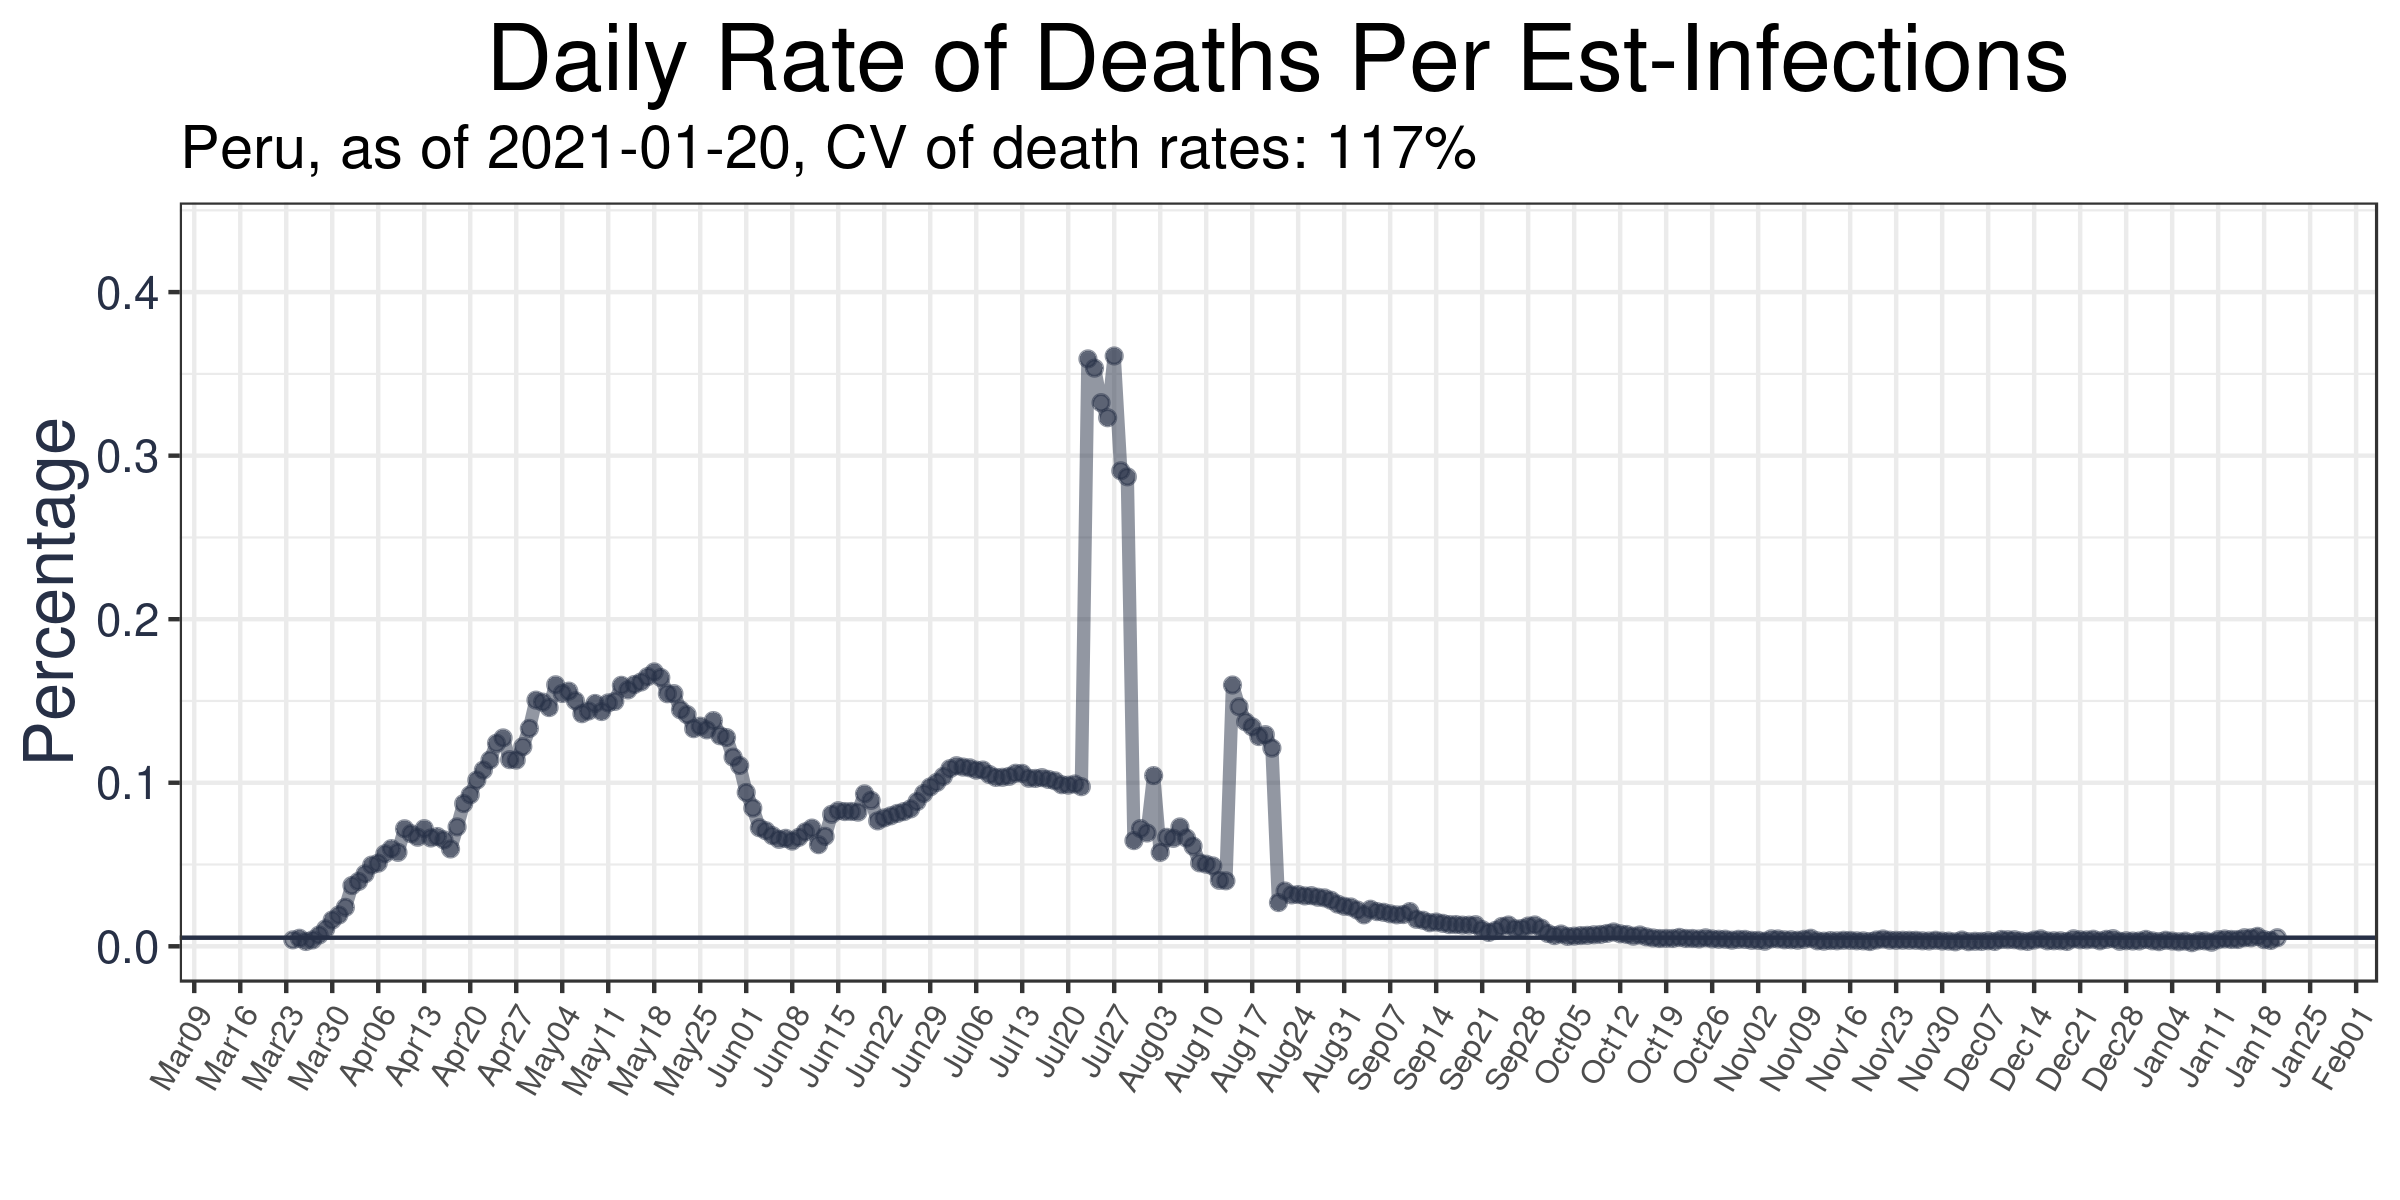 Daily Rate of Deaths Per Est-Infections
Peru, as of 2021-01-20, CV of death rates: 117%
Percentage
0.4
0.3
0.2
0.1
0.0
Mar09
Mar16
Mar23
Mar30
Apr06
Apr13
Apr20
Apr27
May04
May11
May18
May25
Jun01
Jun08
Jun15
Jun22
Jun29
Jul06
Jul13
Jul20
Jul27
Aug03
Aug10
Aug17
Aug24
Aug31
Sep07
Sep14
Sep21
Sep28
Oct05
Oct12
Oct19
Oct26
Nov02
Nov09
Nov16
Nov23
Nov30
Dec07
Dec14
Dec21
Dec28
Jan04
Jan11
Jan18
Jan25
Feb01